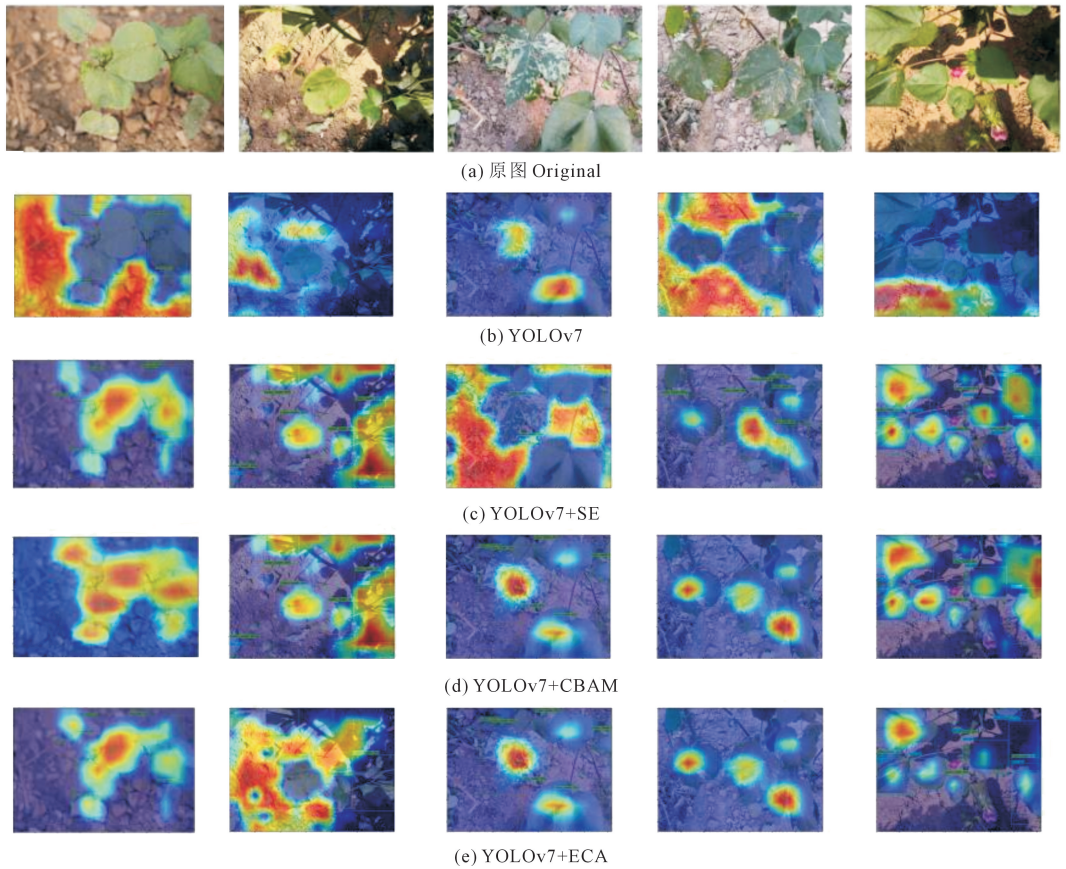 (a) 原图 Original
(b) YOLOv7
(c) YOLOv7+SE
(d) YOLOv7+CBAM
(e) YOLOv7+ECA